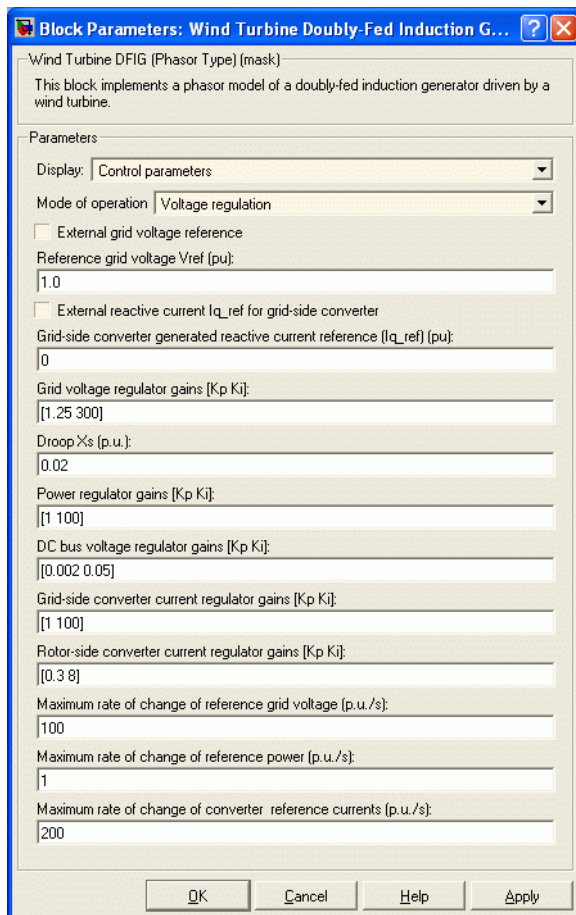 Block Parameters: Wind Turbine Doubly-Fed Induction G...
Wind Turbine DFIG (Phasor Type) (mask)
This block implements a phasor model of a doubly-fed induction generator driven by a
wind turbine.
Parameters
Display: Control parameters
Mode of operation Voltage regulation
External grid voltage reference
Reference grid voltage Vref (pu):
1.0
External reactive current Iq_ref for grid-side converter
Grid-side converter generated reactive current reference (Iq_ref) (pu):
0
Grid voltage regulator gains [Kp Ki]:
[1.25 300]
Droop Xs (p.u.):
0.02
Power regulator gains [Kp Ki]:
[1 100]
DC bus voltage regulator gains [Kp Ki]:
[0.002 0.05]
Grid-side converter current regulator gains [Kp Ki]:
[1 100]
Rotor-side converter current regulator gains [Kp Ki]:
[0.3 8]
Maximum rate of change of reference grid voltage (p.u./s):
100
Maximum rate of change of reference power (p.u./s):
1
Maximum rate of change of converter  reference currents (p.u./s):
200
OK Cancel Help Apply